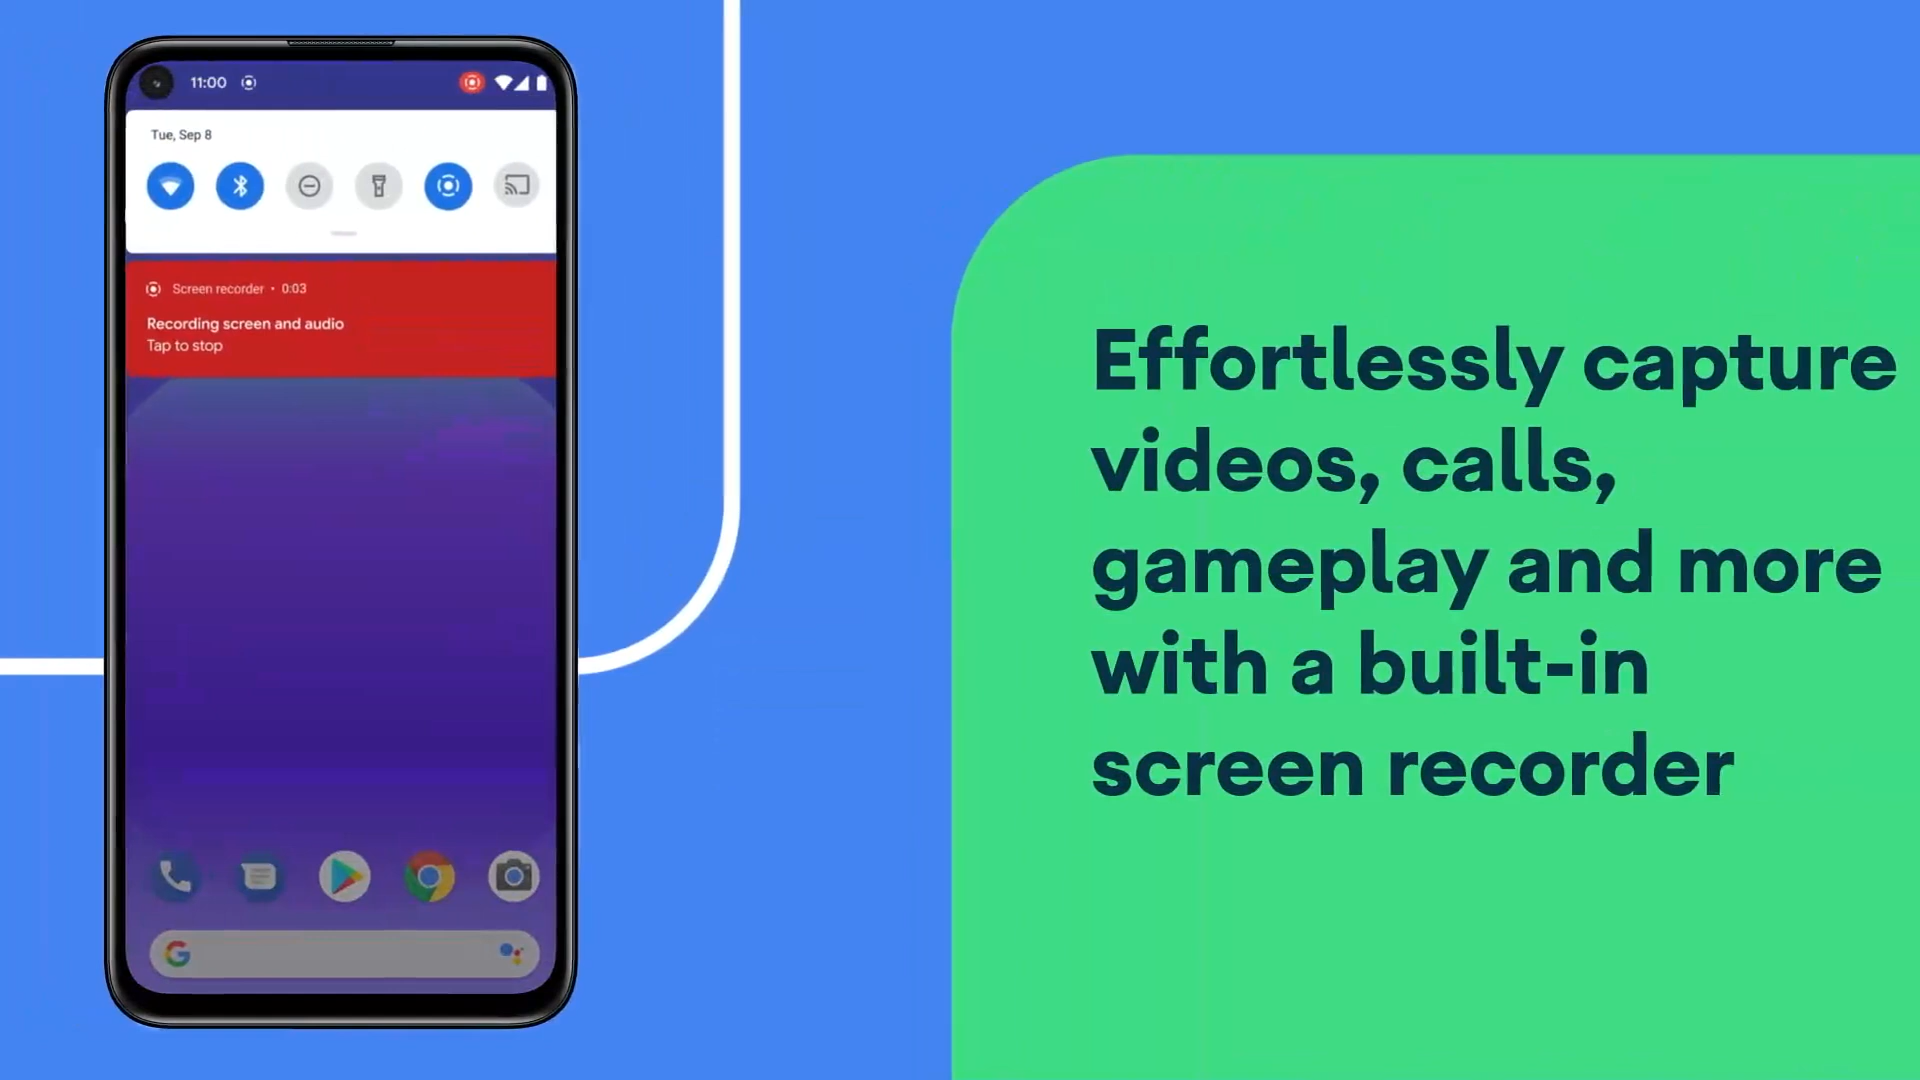 11:00
Tue, Sep 8
Screen recorder • 0:03
Recording screen and audio
Tap to stop
Effortlessly capture
videos, calls,
gameplay and more
with a built-in
screen recorder